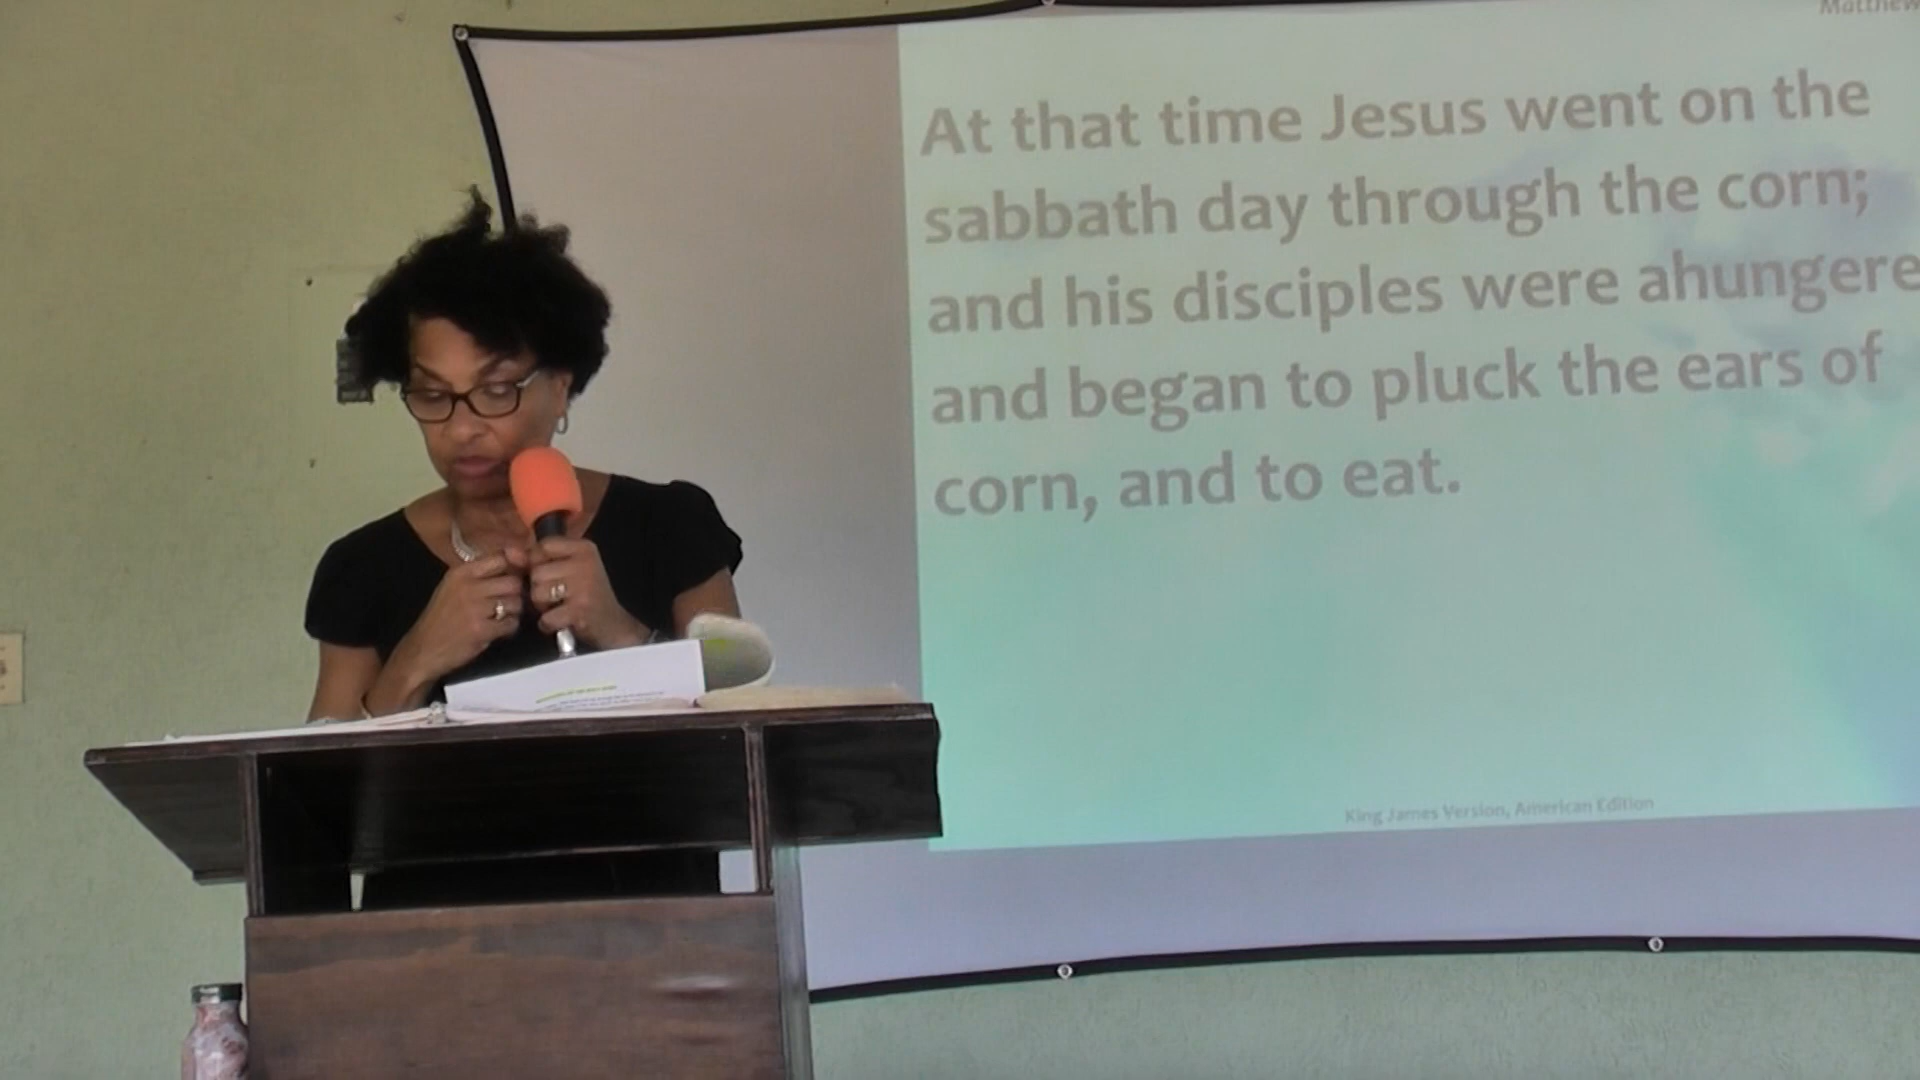 Matthew
At that time Jesus went on the
sabbath day through the corn;
and his disciples were ahungere
and began to pluck the ears of
corn, and to eat.
King James Version, American Edition